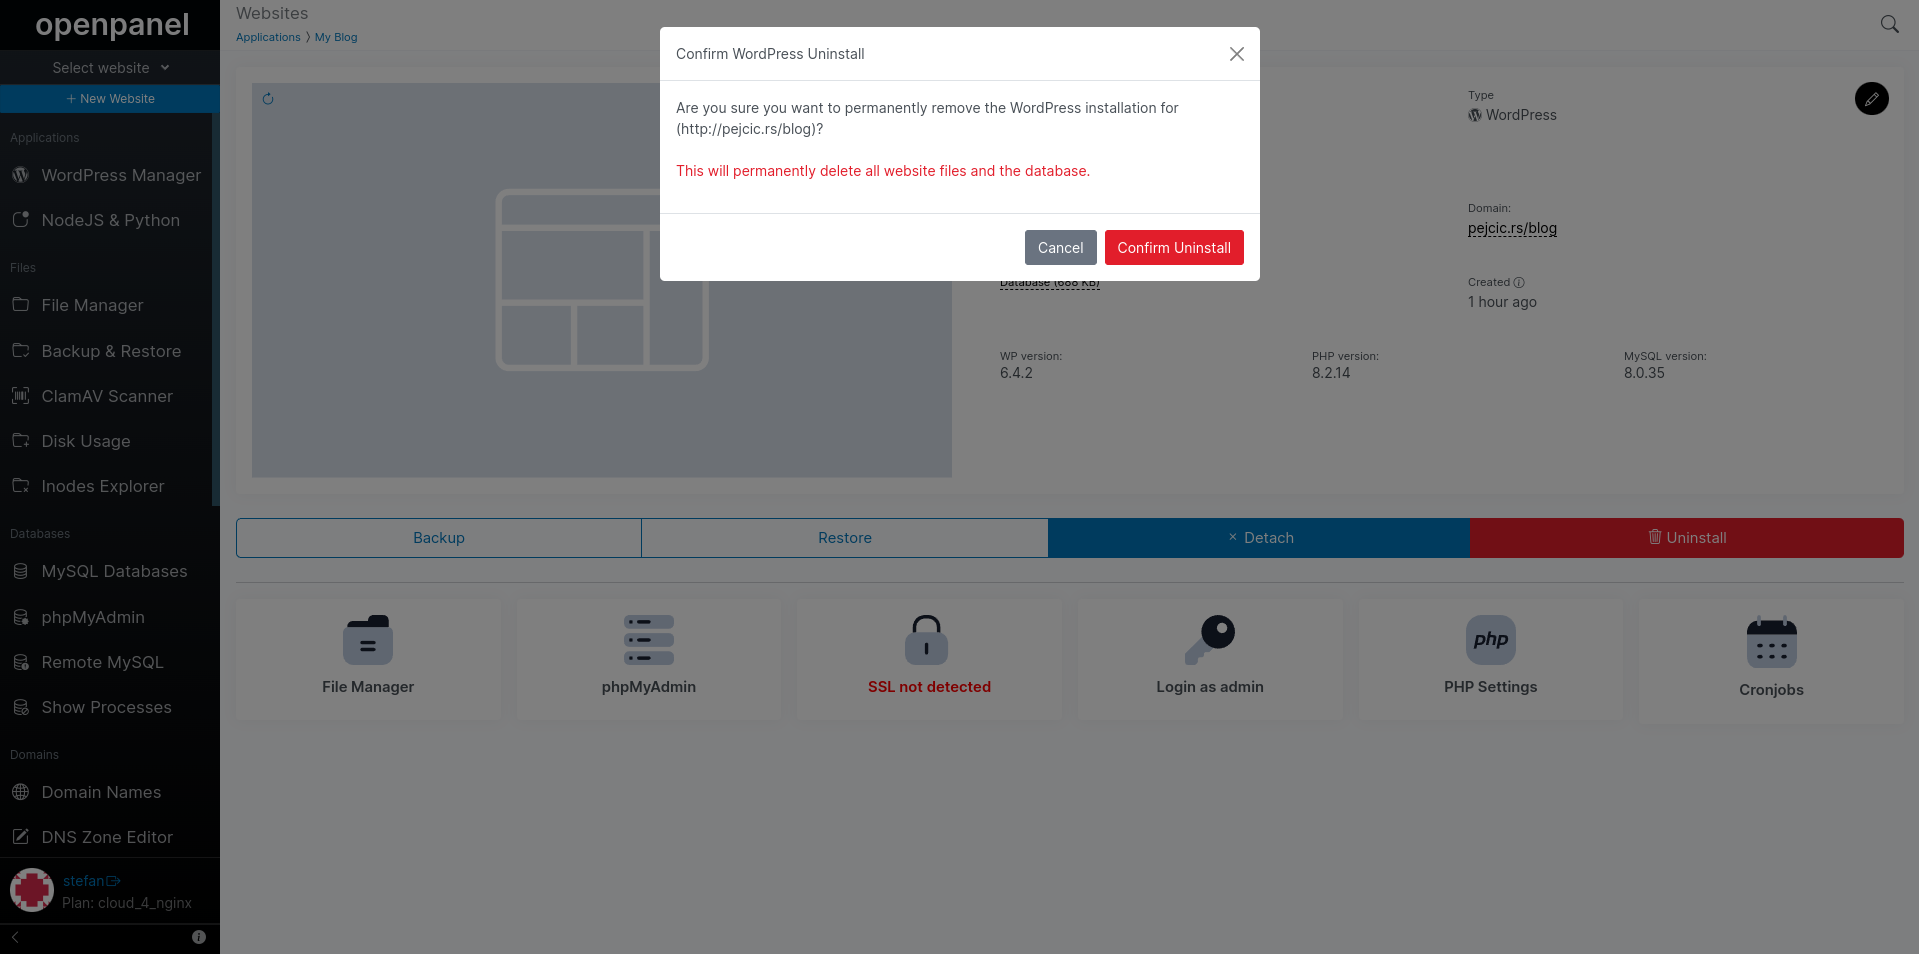 openpanel
Select website
+ New Website
Applications
WordPress Manager
NodeJS & Python
Files
File Manager
Backup & Restore
ClamAV Scanner
Disk Usage
Inodes Explorer
Databases
MySQL Databases
phpMyAdmin
Remote MySQL
Show Processes
Domains
Domain Names
DNS Zone Editor
stefan
Plan: cloud_4_nginx
Websites
Applications
My Blog
Confirm WordPress Uninstall
Are you sure you want to permanently remove the WordPress installation for
(http://pejcic.rs/blog)?
This will permanently delete all website files and the database.
Cancel
Confirm Uninstall
Type
WordPress
Domain:
pejcic.rs/blog
Database (688 KB)
Created
1 hour ago
WP version:
6.4.2
PHP version:
8.2.14
MySQL version:
8.0.35
Backup
Restore
× Detach
Uninstall
File Manager
phpMyAdmin
SSL not detected
Login as admin
php
PHP Settings
Cronjobs